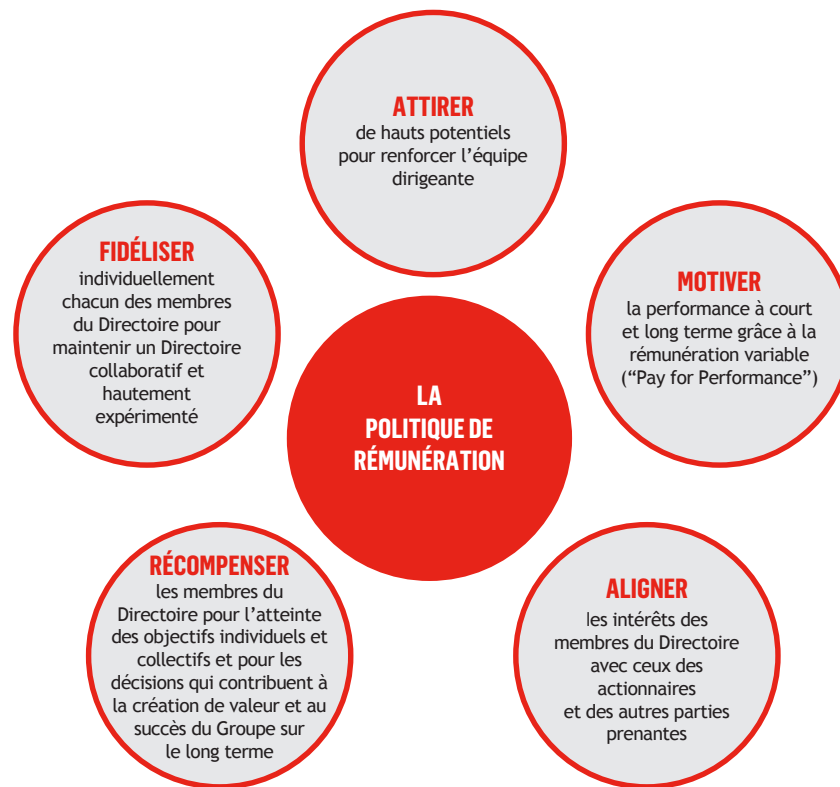 ATTIRER
de hauts potentiels
pour renforcer l’équipe
dirigeante
FIDÉLISER
individuellement
chacun des membres
du Directoire pour
maintenir un Directoire
collaboratif et
hautement
expérimenté
MOTIVER
la performance à court
et long terme grâce à la
rémunération variable
(“Pay for Performance”)
LA
POLITIQUE DE
RÉMUNÉRATION
RÉCOMPENSER
les membres du
Directoire pour l’atteinte
des objectifs individuels et
collectifs et pour les
décisions qui contribuent à
la création de valeur et au
succès du Groupe sur
le long terme
ALIGNER
les intérêts des
membres du Directoire
avec ceux des
actionnaires
et des autres parties
prenantes